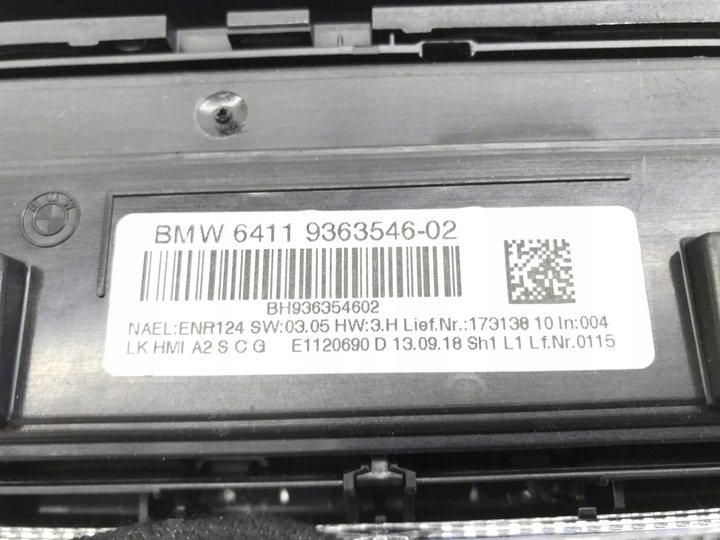 BMW
BMW 6411 9363546-02
BH936354602
NAEL:ENR124 SW:03.05 HW:3.H Lief.Nr.:173138 10 In:004
LK HMI A2 S C G E1120690 D 13.09.18 Sh1 L1 Lf.Nr.0115